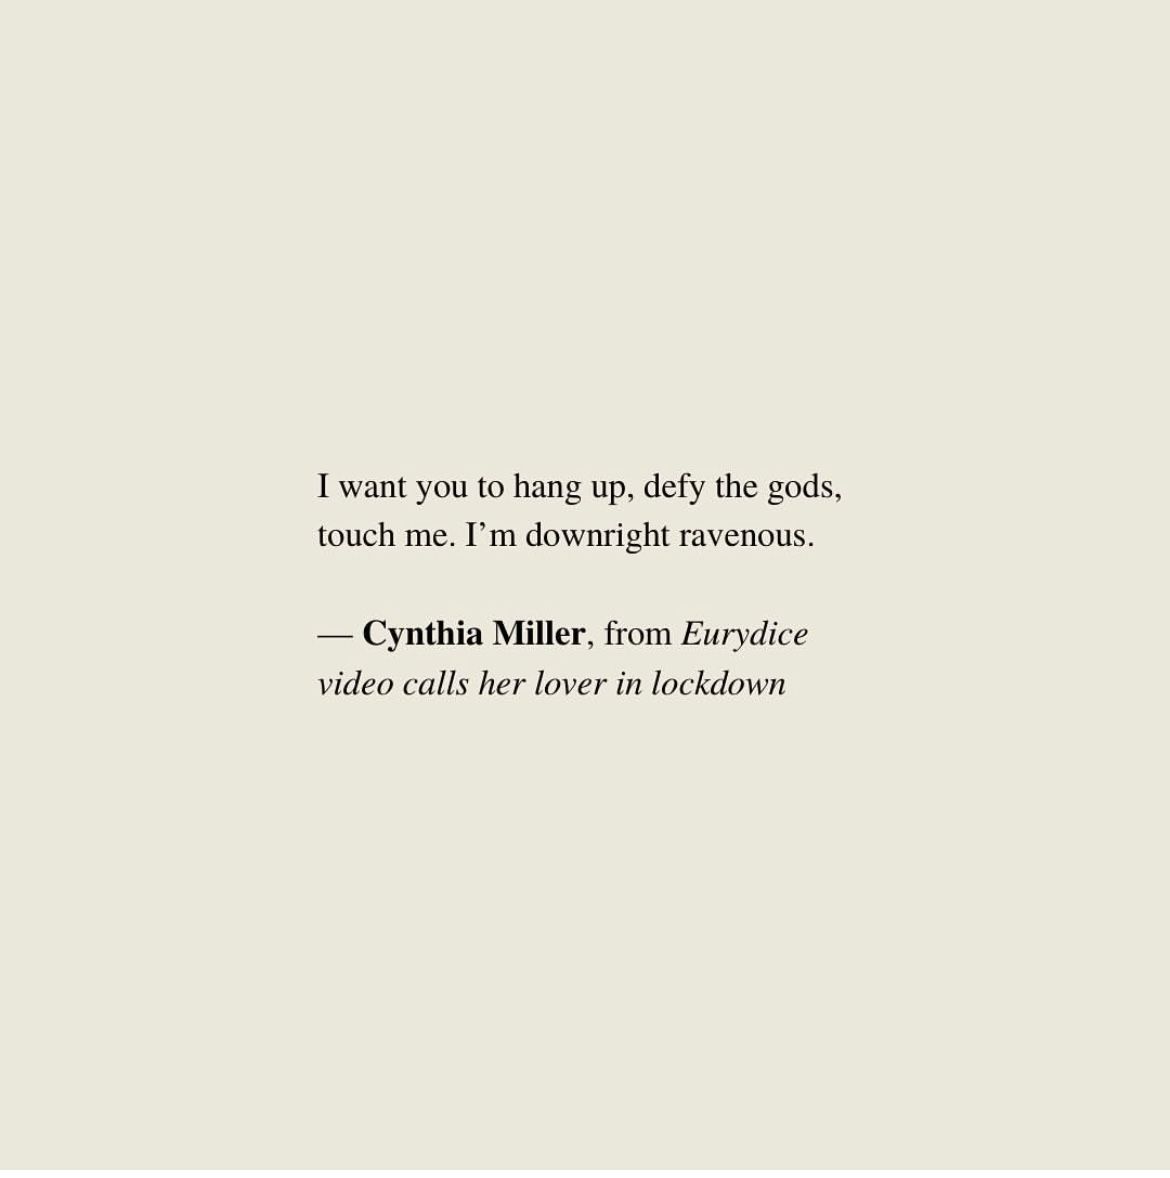 I want you to hang up, defy the gods,
touch me. I’m downright ravenous.
— Cynthia Miller, from Eurydice
video calls her lover in lockdown